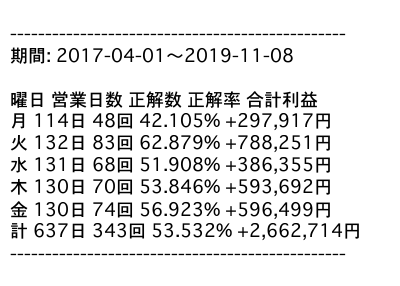 ------------------------------------------------
期間: 2017-04-01〜2019-11-08
曜日 営業日数 正解数 正解率 合計利益
月 114日 48回 42.105% +297,917円
火 132日 83回 62.879% +788,251円
水 131日 68回 51.908% +386,355円
木 130日 70回 53.846% +593,692円
金 130日 74回 56.923% +596,499円
計 637日 343回 53.532% +2,662,714円
------------------------------------------------